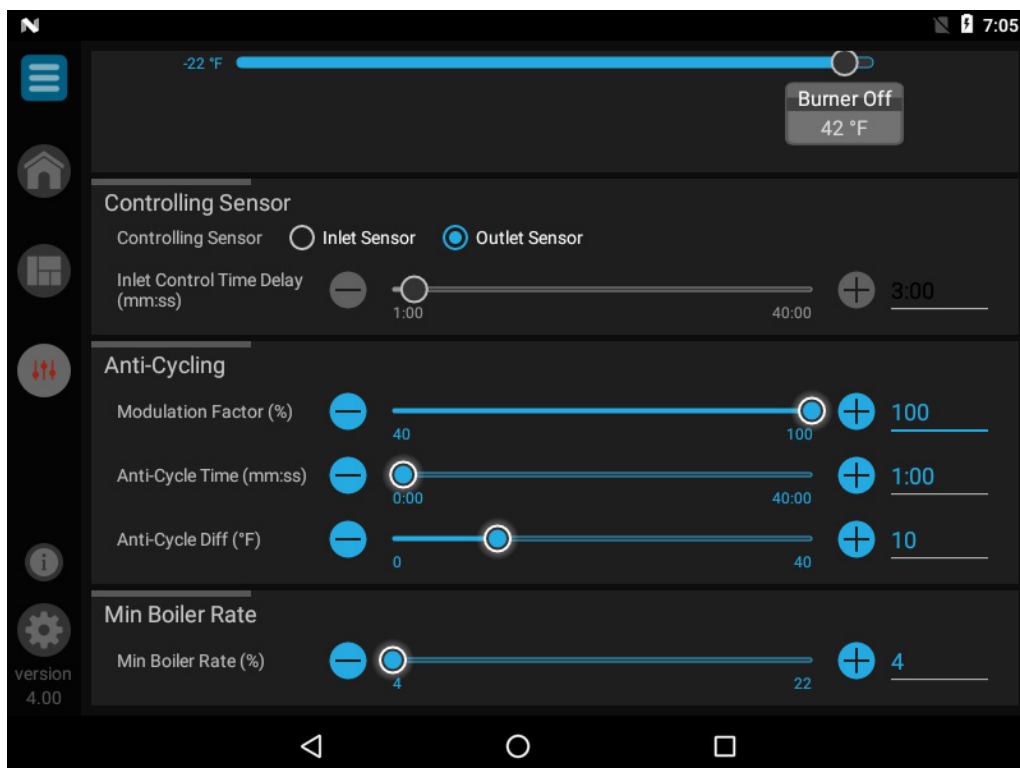 7:05
-22 °F
Burner Off
42 °F
Controlling Sensor
Controlling Sensor Inlet Sensor Outlet Sensor
Inlet Control Time Delay
(mm:ss)
3:00
1:00 40:00
Anti-Cycling
Modulation Factor (%) 100
40 100
Anti-Cycle Time (mm:ss) 1:00
0:00 40:00
Anti-Cycle Diff (°F) 10
0 40
Min Boiler Rate
Min Boiler Rate (%) 4
4 22
version
4.00